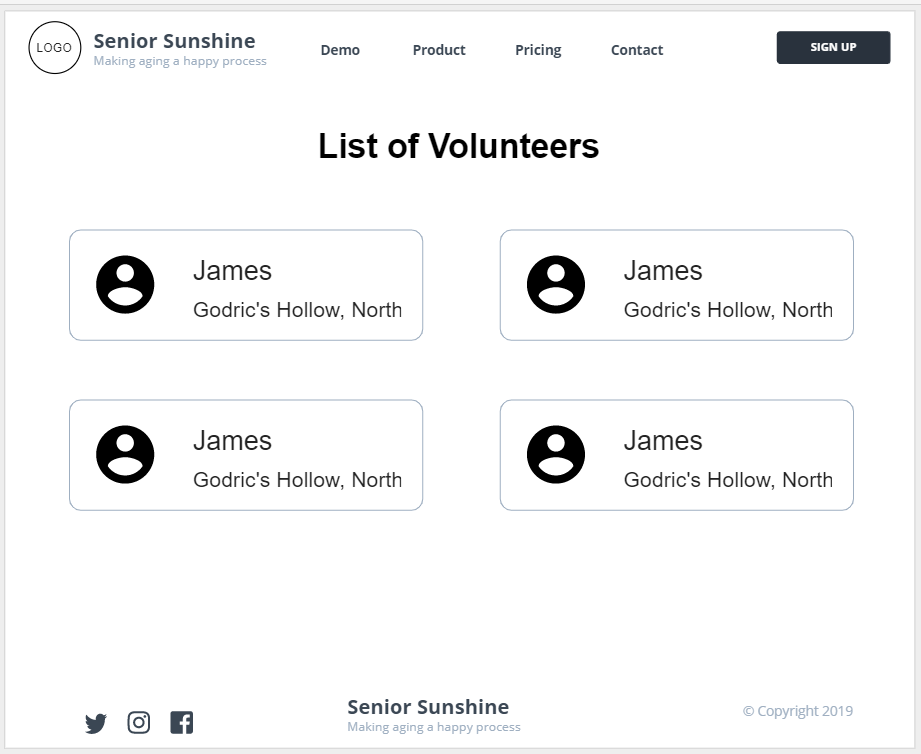 LOGO
Senior Sunshine
Making aging a happy process
Demo
Product
Pricing
Contact
SIGN UP
List of Volunteers
James
Godric's Hollow, North
James
Godric's Hollow, North
James
Godric's Hollow, North
James
Godric's Hollow, North
Senior Sunshine
Making aging a happy process
© Copyright 2019